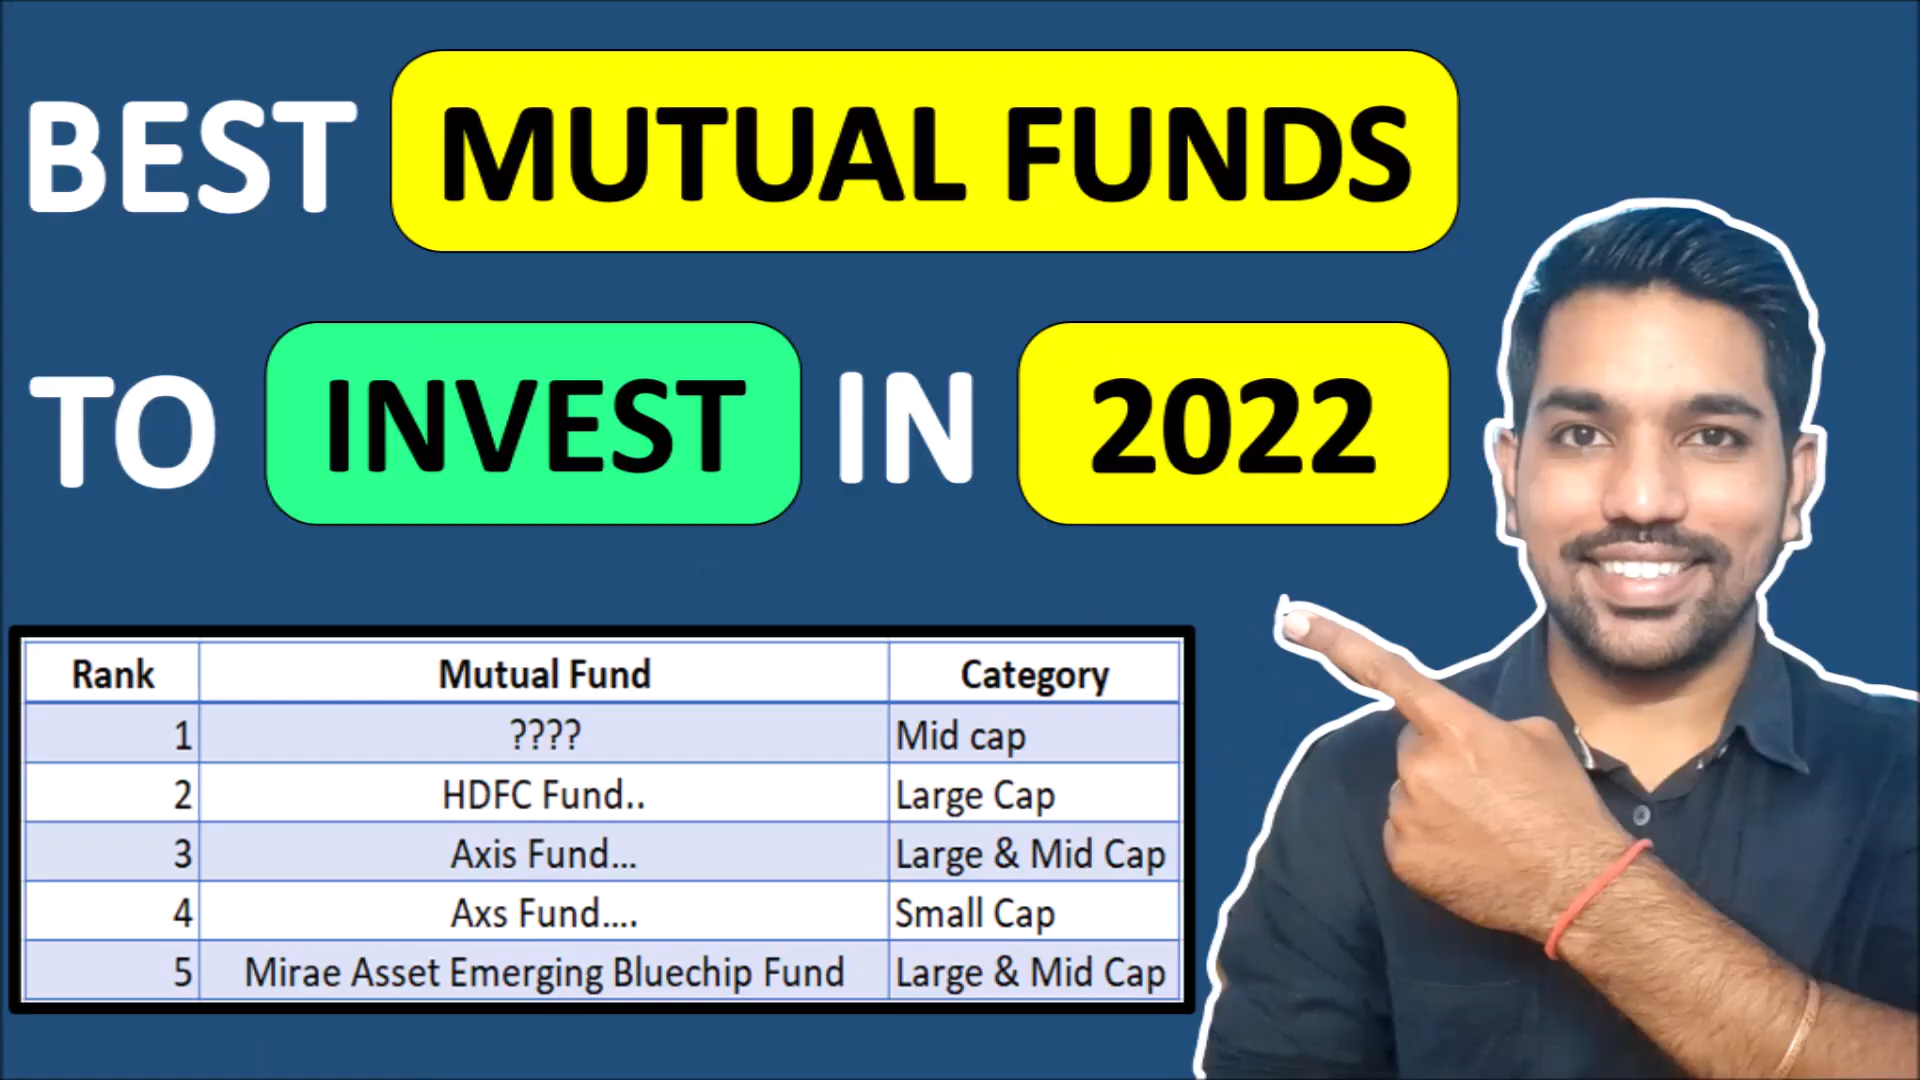 BEST MUTUAL FUNDS
TO INVEST IN 2022
Rank Mutual Fund Category
1 ???? Mid cap
2 HDFC Fund.. Large Cap
3 Axis Fund... Large & Mid Cap
4 Axs Fund.... Small Cap
5 Mirae Asset Emerging Bluechip Fund Large & Mid Cap